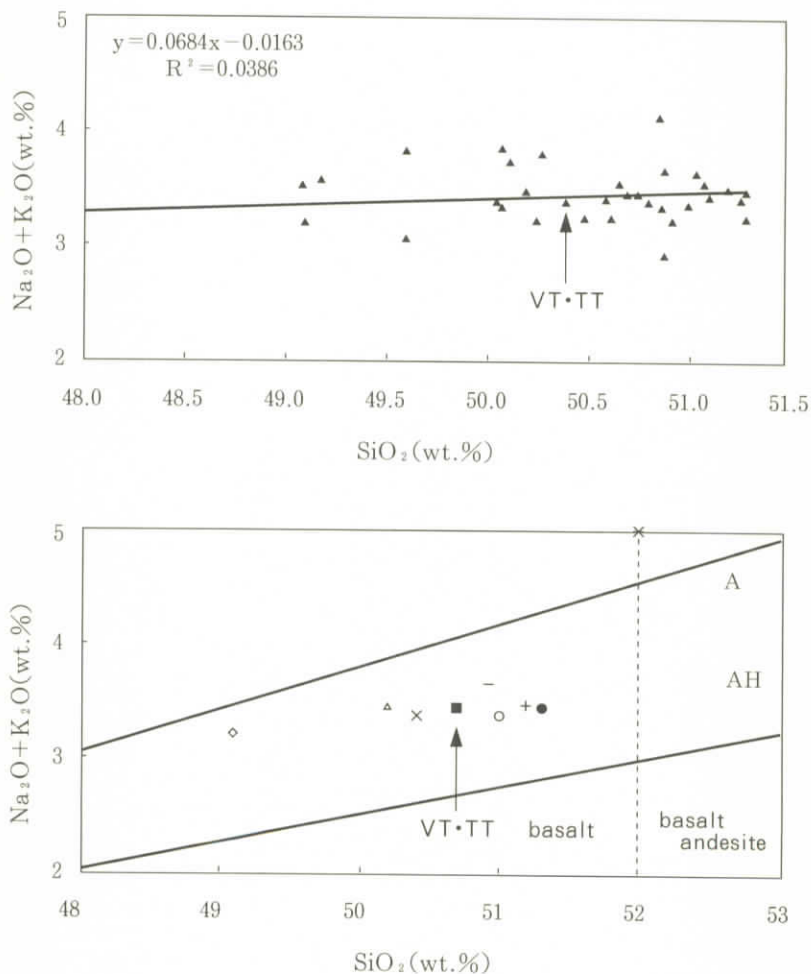 5
y=0.0684x−0.0163
R²=0.0386
4
3
2
Na₂O+K₂O(wt.%)
VT•TT
48.0 48.5 49.0 49.5 50.0 50.5 51.0 51.5
SiO₂(wt.%)
5
4
3
2
Na₂O+K₂O(wt.%)
A
AH
VT•TT
basalt
basalt
andesite
48 49 50 51 52 53
SiO₂(wt.%)